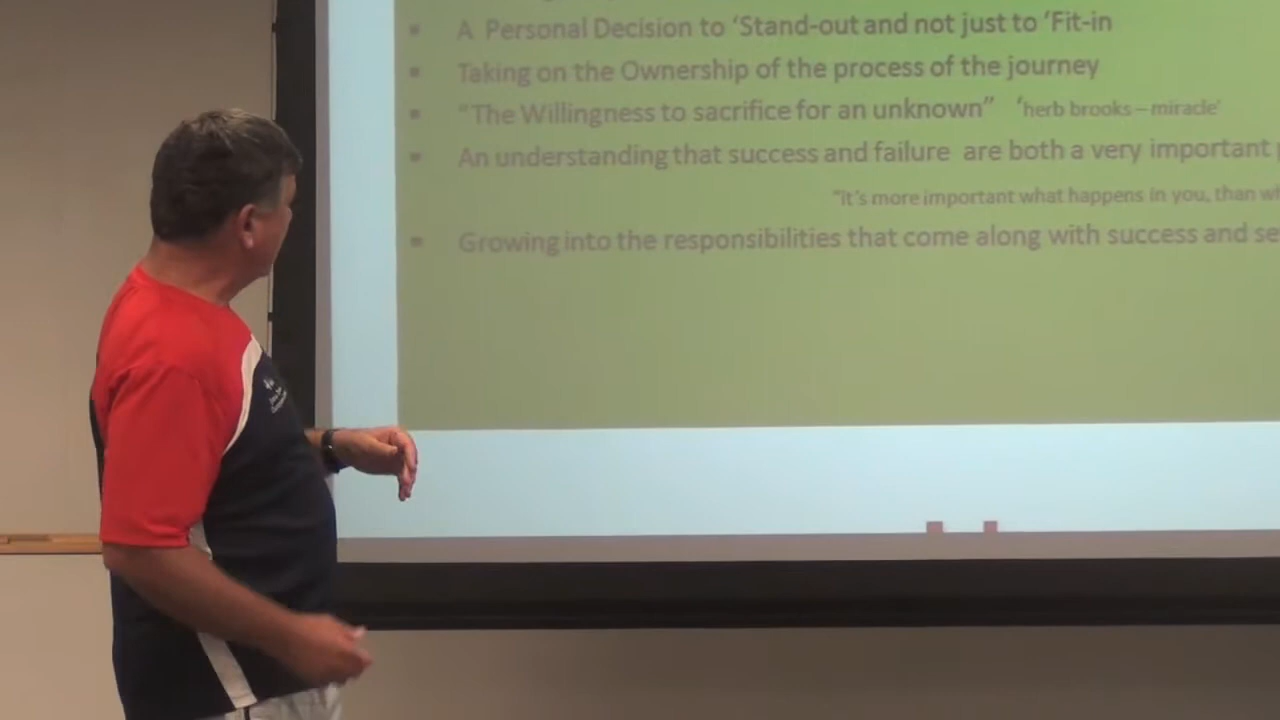 A Personal Decision to ‘Stand-out and not just to ‘Fit-in
Taking on the Ownership of the process of the journey
“The Willingness to sacrifice for an unknown” ‘herb brooks – miracle’
An understanding that success and failure are both a very important
“It’s more important what happens in you, than
Growing into the responsibilities that come along with success and